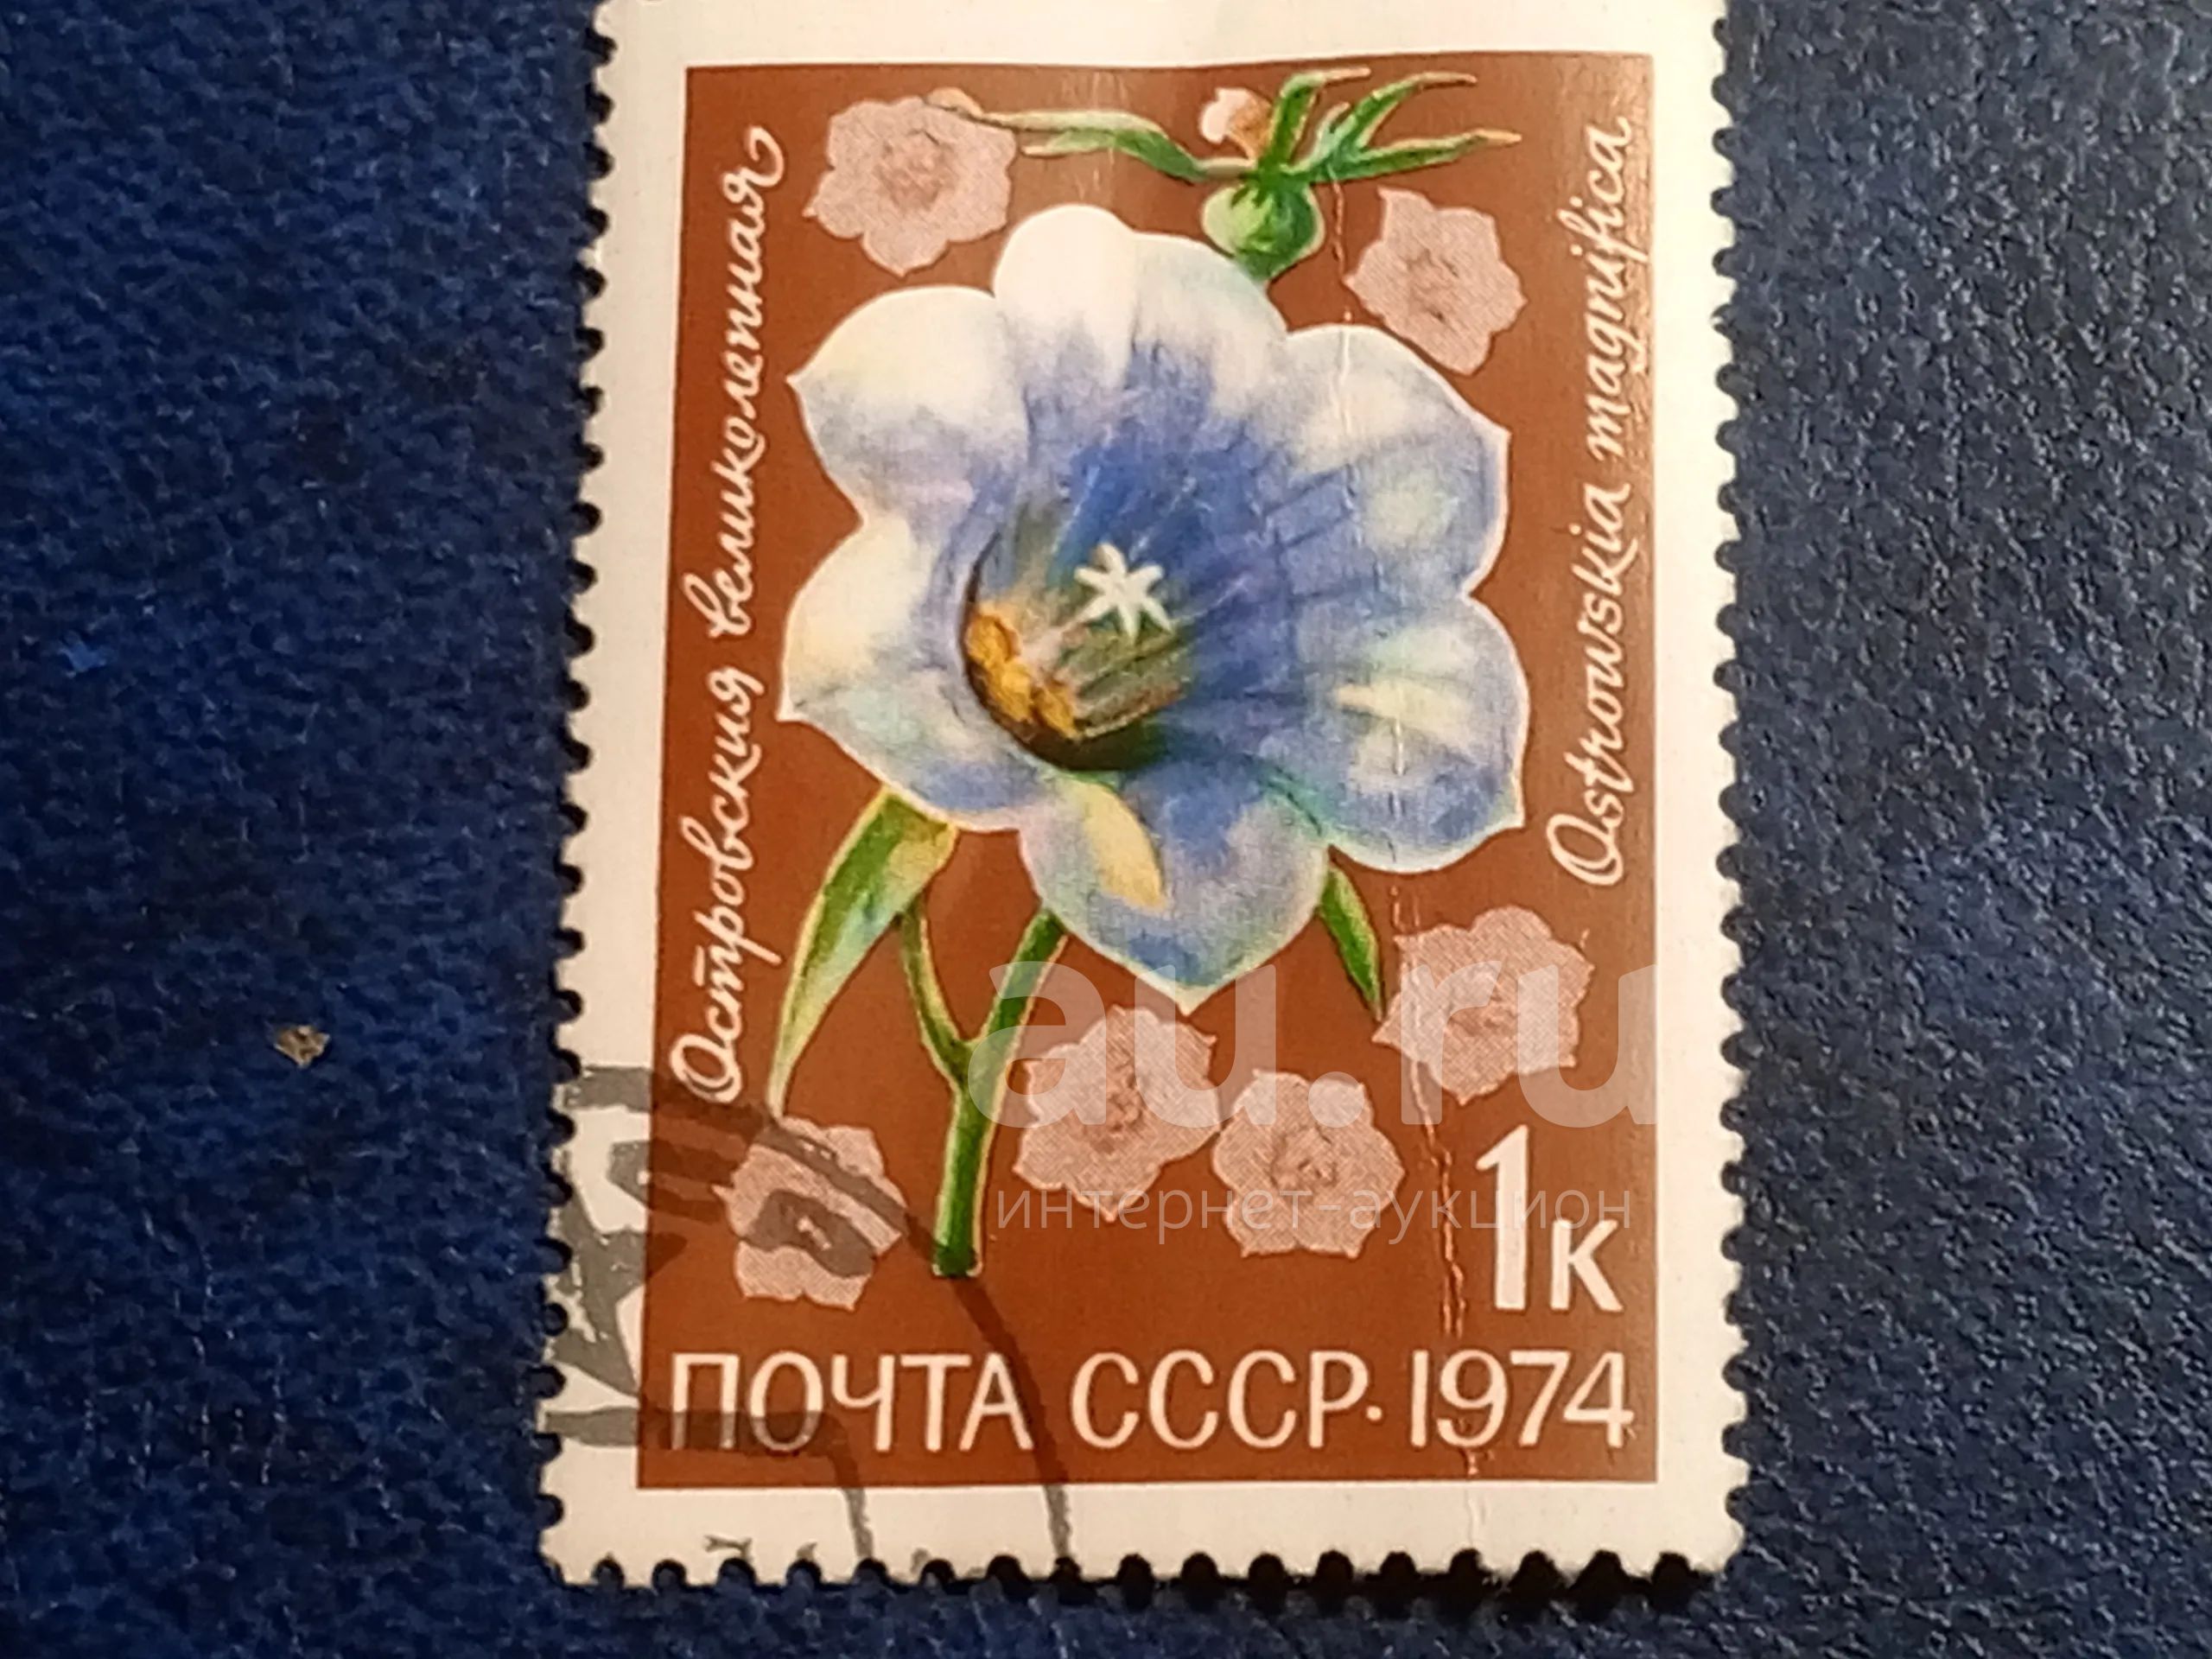 Островския великолепная
Ostrowskia magnifica
au.ru
интернет-аукцион
1к
ПОЧТА СССР·1974